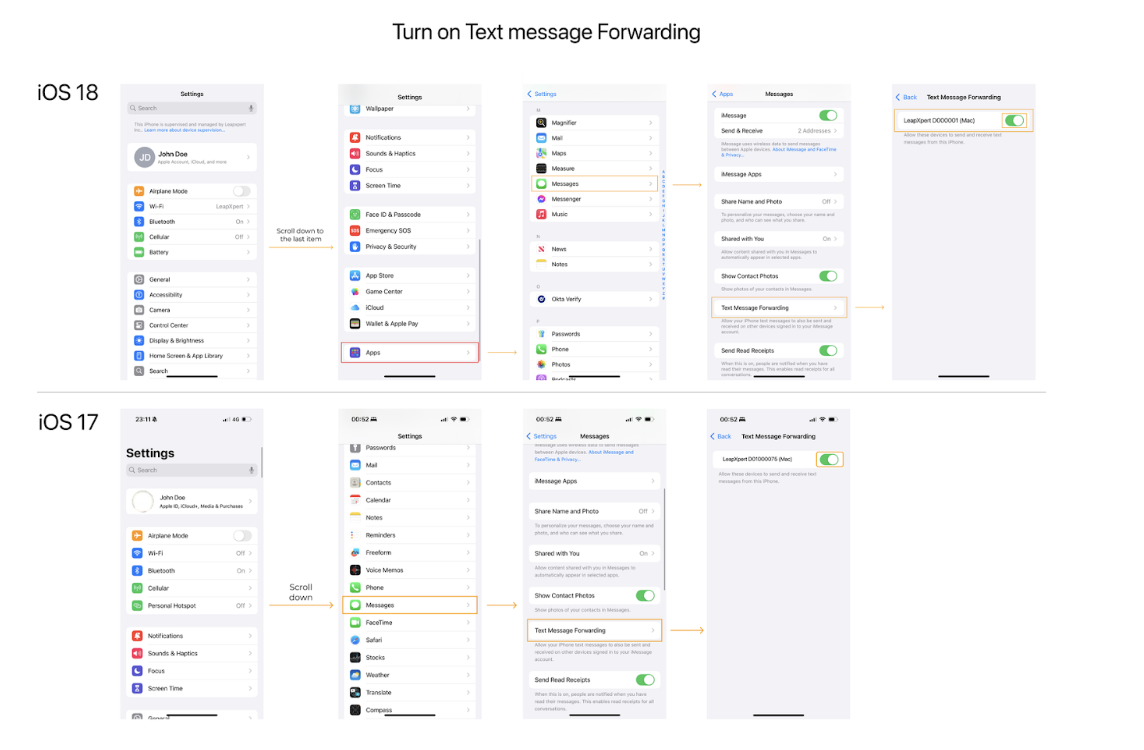 Turn on Text message Forwarding
iOS 18
Settings
Search
This iPhone is supervised and managed by Leapxpert
Inc. Learn more about device supervision...
JD
John Doe
Apple Account, iCloud, and more
Airplane Mode
Wi-Fi
LeapXpert
Bluetooth
On
Cellular
Off
Battery
General
Accessibility
Camera
Control Center
Display & Brightness
Home Screen & App Library
Search
Scroll down to
the last item
Settings
Wallpaper
Notifications
Sounds & Haptics
Focus
Screen Time
Face ID & Passcode
SOS
Emergency SOS
Privacy & Security
App Store
Game Center
iCloud
Wallet & Apple Pay
Apps
Settings
M
Magnifier
Mail
Maps
Measure
Messages
Messenger
Music
N
News
Notes
O
Okta Verify
P
Passwords
Phone
Photos
Podcasts
Apps
Messages
iMessage
Send & Receive
2 Addresses
iMessage uses wireless data to send messages
between Apple devices. About iMessage and FaceTime
& Privacy...
iMessage Apps
Share Name and Photo
Off
To personalize your messages, choose your name and
photo, and who can see what you share.
Shared with You
On
Allow content shared with you in Messages to
automatically appear in selected apps.
Show Contact Photos
Show photos of your contacts in Messages.
Text Message Forwarding
Allow your iPhone text messages to also be sent and
received on other devices signed in to your iMessage
account.
Send Read Receipts
When this is on, people are notified when you have
read their messages. This enables read receipts for all
conversations.
Back
Text Message Forwarding
LeapXpert D000001 (Mac)
Allow these devices to send and receive text
messages from this iPhone.
iOS 17
23:11
4G
Settings
Search
John Doe
Apple ID, iCloud+, Media & Purchases
Airplane Mode
Wi-Fi
Off
Bluetooth
On
Cellular
Personal Hotspot
Off
Notifications
Sounds & Haptics
Focus
Screen Time
General
Scroll
down
00:52
Settings
Passwords
Mail
Contacts
Calendar
Notes
Reminders
Freeform
Voice Memos
Phone
Messages
FaceTime
Safari
Stocks
Weather
Translate
Compass
00:52
Settings
Messages
iMessage uses wireless data to send messages
between Apple devices. About iMessage and
FaceTime & Privacy...
iMessage Apps
Share Name and Photo
Off
To personalize your messages, choose your name and
photo, and who can see what you share.
Shared with You
On
Allow content shared with you in Messages to
automatically appear in selected apps.
Show Contact Photos
Show photos of your contacts in Messages.
Text Message Forwarding
Allow your iPhone text messages to also be sent and
received on other devices signed in to your iMessage
account.
Send Read Receipts
When this is on, people are notified when you have
read their messages. This enables read receipts for all
conversations.
00:52
Back
Text Message Forwarding
LeapXpert D01000076 (Mac)
Allow these devices to send and receive text
messages from this iPhone.